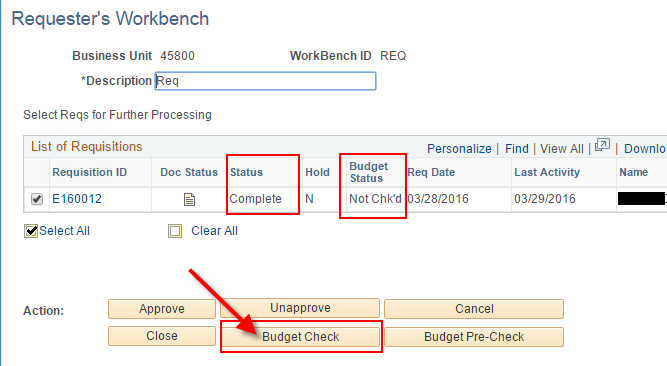 Requester's Workbench
Business Unit 45800 WorkBench ID REQ
*Description Req
Select Reqs for Further Processing
List of Requisitions Personalize | Find | View All | Downlo
Requisition ID Doc Status Status Hold Budget Status Req Date Last Activity Name
E160012 Complete N Not Chk'd 03/28/2016 03/29/2016
Select All Clear All
Action: Approve Unapprove Cancel
Close Budget Check Budget Pre-Check